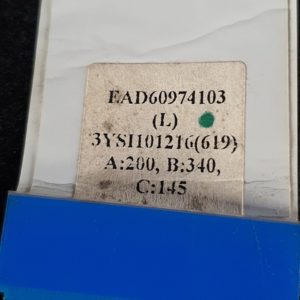 EAD60974103
(L)
3YSI101216(619)
A:200, B:340,
C:145